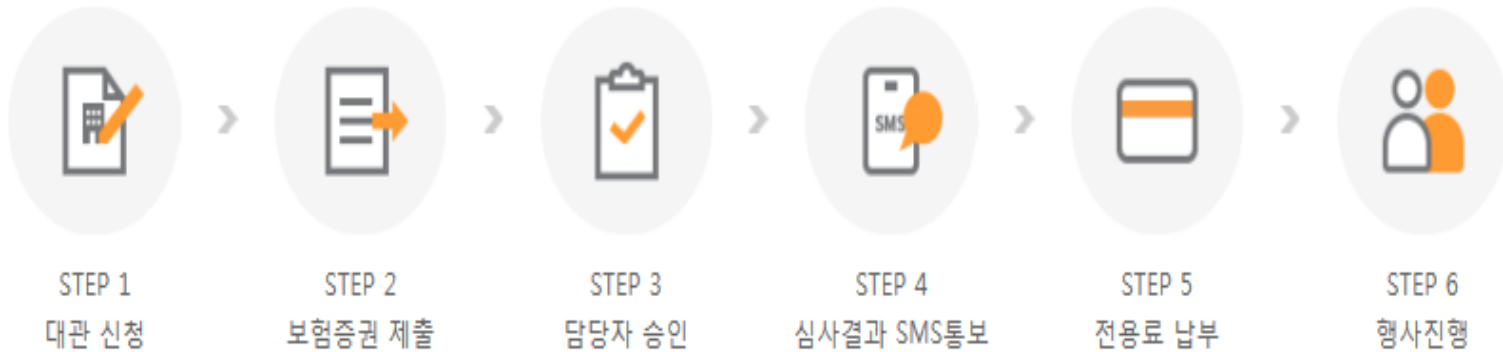 SMS
STEP 1
대관 신청
STEP 2
보험증권 제출
STEP 3
담당자 승인
STEP 4
심사결과 SMS통보
STEP 5
전용료 납부
STEP 6
행사진행